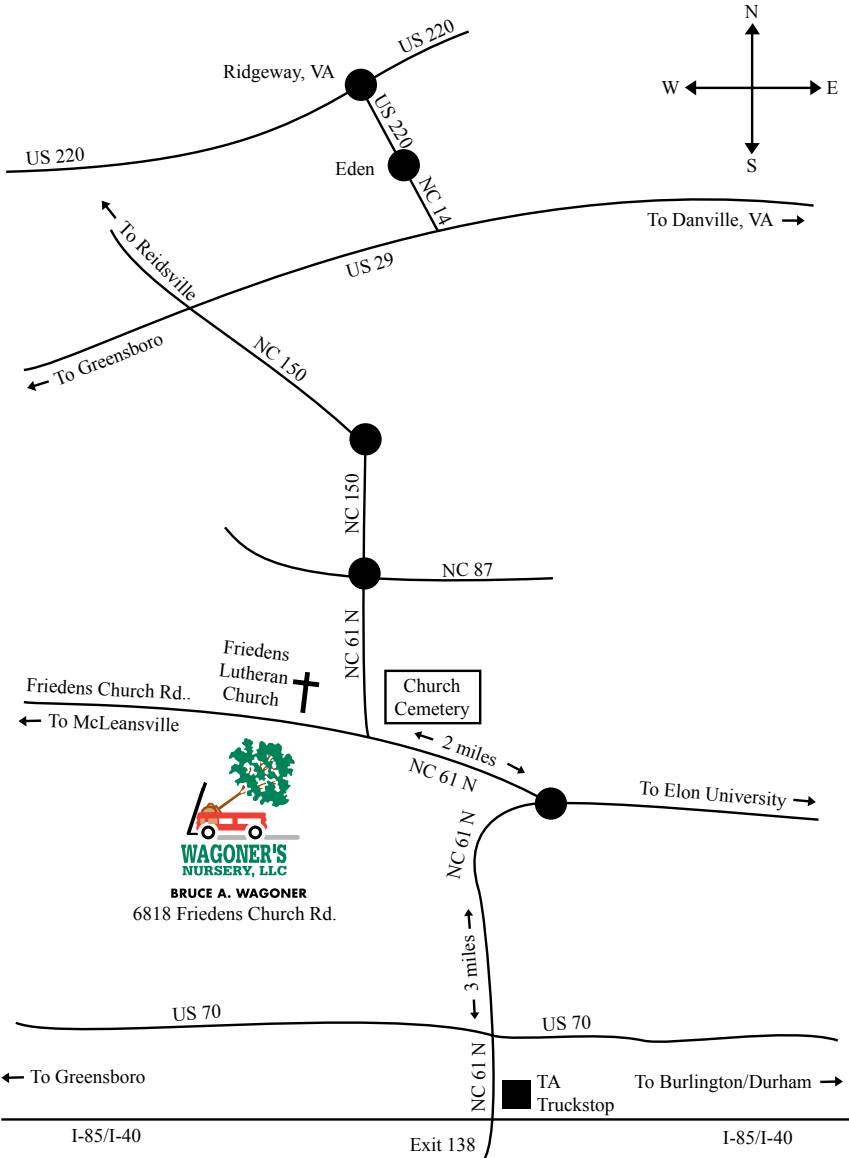 N
US 220
Ridgeway, VA
W
E
US 220
US 220
Eden
S
NC 14
To Danville, VA
To Reidsville
US 29
To Greensboro
NC 150
NC 150
NC 87
NC 61 N
Friedens
Lutheran
Church
Church
Cemetery
Friedens Church Rd..
To McLeansville
2 miles
NC 61 N
To Elon University
NC 61 N
WAGONER'S
NURSERY, LLC
BRUCE A. WAGONER
6818 Friedens Church Rd.
3 miles
US 70
US 70
NC 61 N
To Greensboro
TA
Truckstop
To Burlington/Durham
I-85/I-40
Exit 138
I-85/I-40